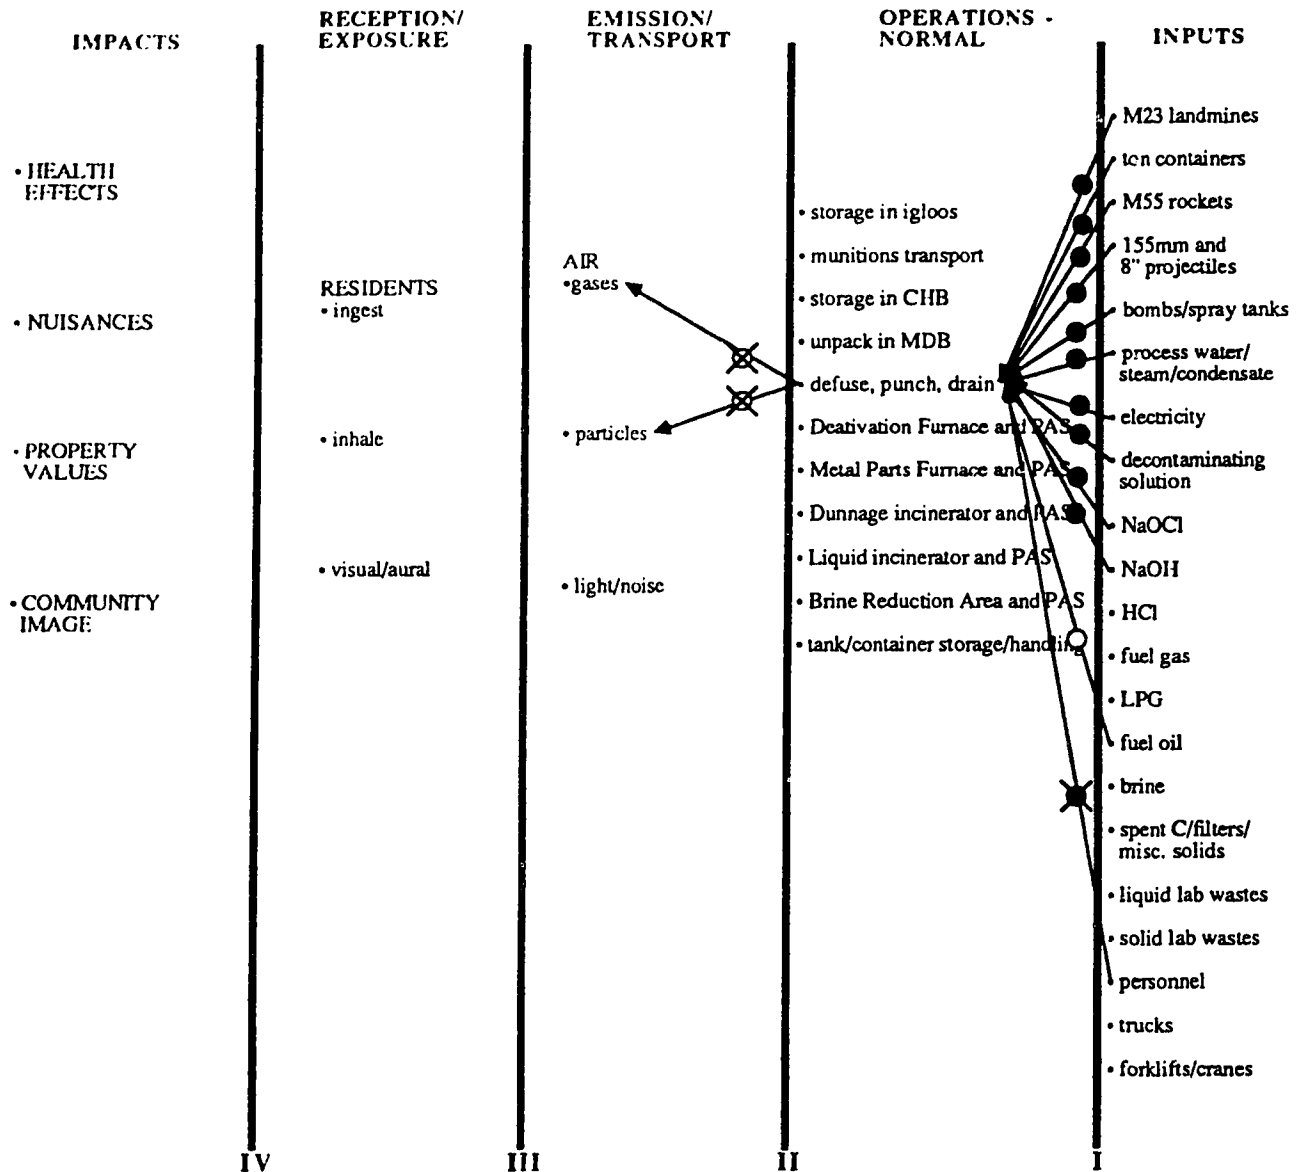 IMPACTS
• HEALTH
EFFECTS
• NUISANCES
• PROPERTY
VALUES
• COMMUNITY
IMAGE
RECEPTION/
EXPOSURE
RESIDENTS
• ingest
• inhale
• visual/aural
EMISSION/
TRANSPORT
AIR
• gases
• particles
• light/noise
OPERATIONS -
NORMAL
• storage in igloos
• munitions transport
• storage in CHB
• unpack in MDB
• defuse, punch, drain
• Deativation Furnace and PAS
• Metal Parts Furnace and PAS
• Dunnage incinerator and PAS
• Liquid incinerator and PAS
• Brine Reduction Area and PAS
• tank/container storage/handling
INPUTS
• M23 landmines
• ton containers
• M55 rockets
• 155mm and
8" projectiles
• bombs/spray tanks
• process water/
steam/condensate
• electricity
• decontaminating
solution
• NaOCl
• NaOH
• HCl
• fuel gas
• LPG
• fuel oil
• brine
• spent C/filters/
misc. solids
• liquid lab wastes
• solid lab wastes
• personnel
• trucks
• forklifts/cranes
IV
III
II
I